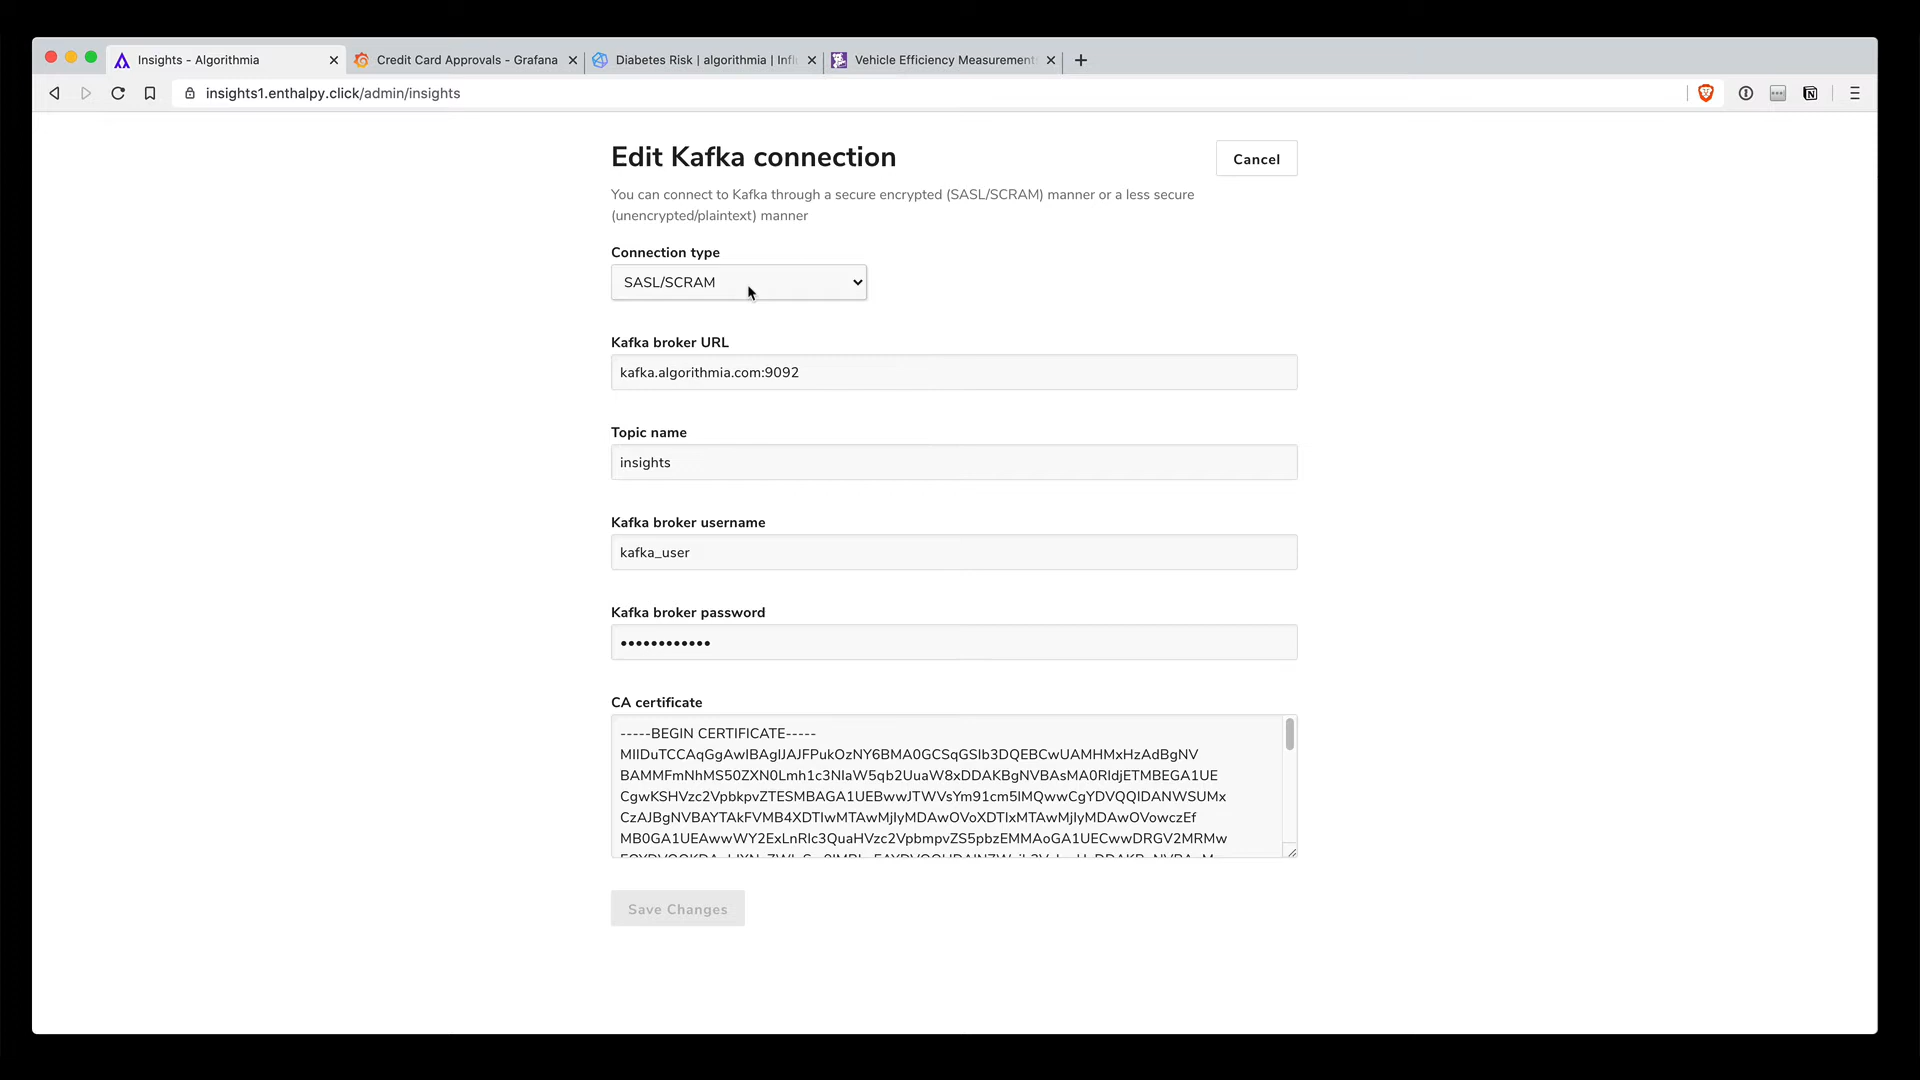 Insights - Algorithmia
Credit Card Approvals - Grafana
Diabetes Risk | algorithmia | Infl
Vehicle Efficiency Measurement
insights1.enthalpy.click/admin/insights
Edit Kafka connection
Cancel
You can connect to Kafka through a secure encrypted (SASL/SCRAM) manner or a less secure
(unencrypted/plaintext) manner
Connection type
SASL/SCRAM
Kafka broker URL
kafka.algorithmia.com:9092
Topic name
insights
Kafka broker username
kafka_user
Kafka broker password
••••••••••••
CA certificate
-----BEGIN CERTIFICATE-----
MIIDuTCCAqGgAwIBAgIJAJFPukOzNY6BMA0GCSqGSIb3DQEBCwUAMHMxHzAdBgNV
BAMMFmNhMS50ZXN0Lmh1c3NlaW5qb2UuaW8xDDAKBgNVBAsMA0RldjETMBEGA1UE
CgwKSHVzc2VpbkpvZTESMBAGA1UEBwwJTWVsYm91cm5lMQwwCgYDVQQIDANWSUMx
CzAJBgNVBAYTAkFVMB4XDTIwMTAwMjIyMDAwOVoXDTIxMTAwMjIyMDAwOVowczEf
MB0GA1UEAwwWY2ExLnRlc3QuaHVzc2VpbmpvZS5pbzEMMAoGA1UECwwDRGV2MRMw
Save Changes